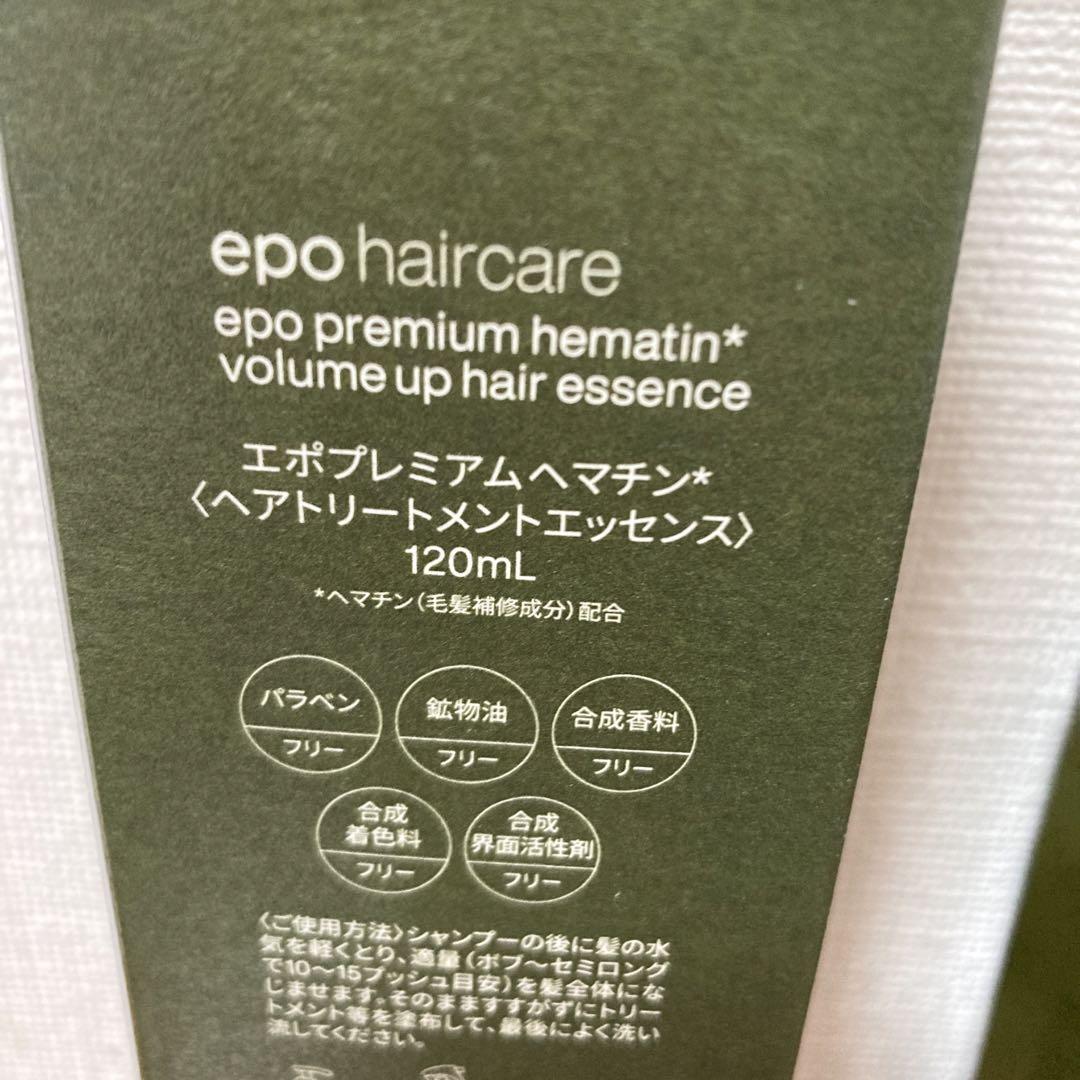 epo haircare
epo premium hematin*
volume up hair essence
エポプレミアムヘマチン*
〈ヘアトリートメントエッセンス〉
120mL
*ヘマチン(毛髪補修成分)配合
パラベン
フリー
鉱物油
フリー
合成香料
フリー
合成
着色料
フリー
合成
界面活性剤
フリー
〈ご使用方法〉シャンプーの後に髪の水
気を軽くとり、適量(ボブ〜セミロング
で10〜15プッシュ目安)を髪全体にな
じませます。そのまますすがずにトリー
トメント等を塗布して、最後によく洗い
流してください。